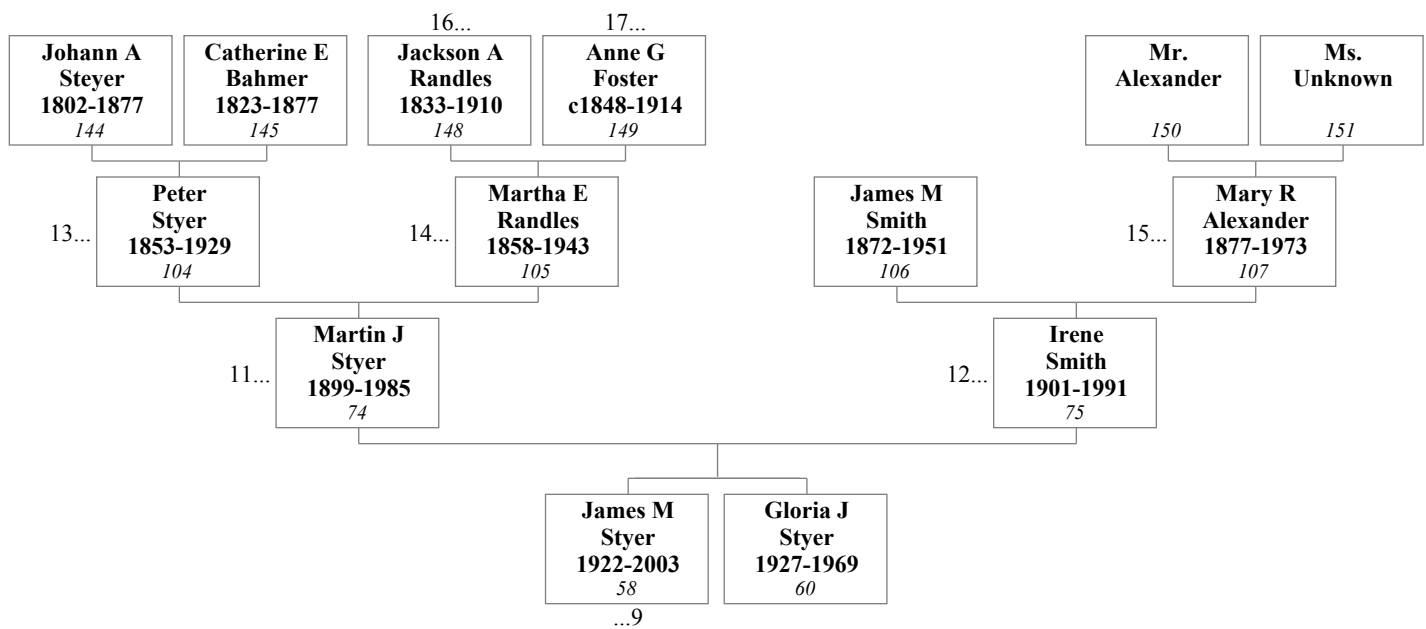 16...
17...
Johann A
Steyer
1802-1877
144
Catherine E
Bahmer
1823-1877
145
Jackson A
Randles
1833-1910
148
Anne G
Foster
c1848-1914
149
Mr.
Alexander
150
Ms.
Unknown
151
13...
Peter
Styer
1853-1929
104
14...
Martha E
Randles
1858-1943
105
James M
Smith
1872-1951
106
15...
Mary R
Alexander
1877-1973
107
11...
Martin J
Styer
1899-1985
74
12...
Irene
Smith
1901-1991
75
James M
Styer
1922-2003
58
Gloria J
Styer
1927-1969
60
...9